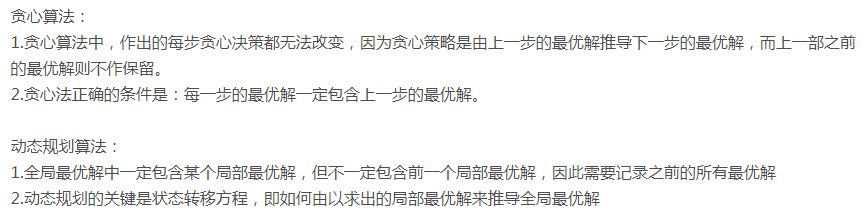 贪心算法：
1.贪心算法中，作出的每步贪心决策都无法改变，因为贪心策略是由上一步的最优解推导下一步的最优解，而上一部之前
的最优解则不作保留。
2.贪心法正确的条件是：每一步的最优解一定包含上一步的最优解。
动态规划算法：
1.全局最优解中一定包含某个局部最优解，但不一定包含前一个局部最优解，因此需要记录之前的所有最优解
2.动态规划的关键是状态转移方程，即如何由以求出的局部最优解来推导全局最优解